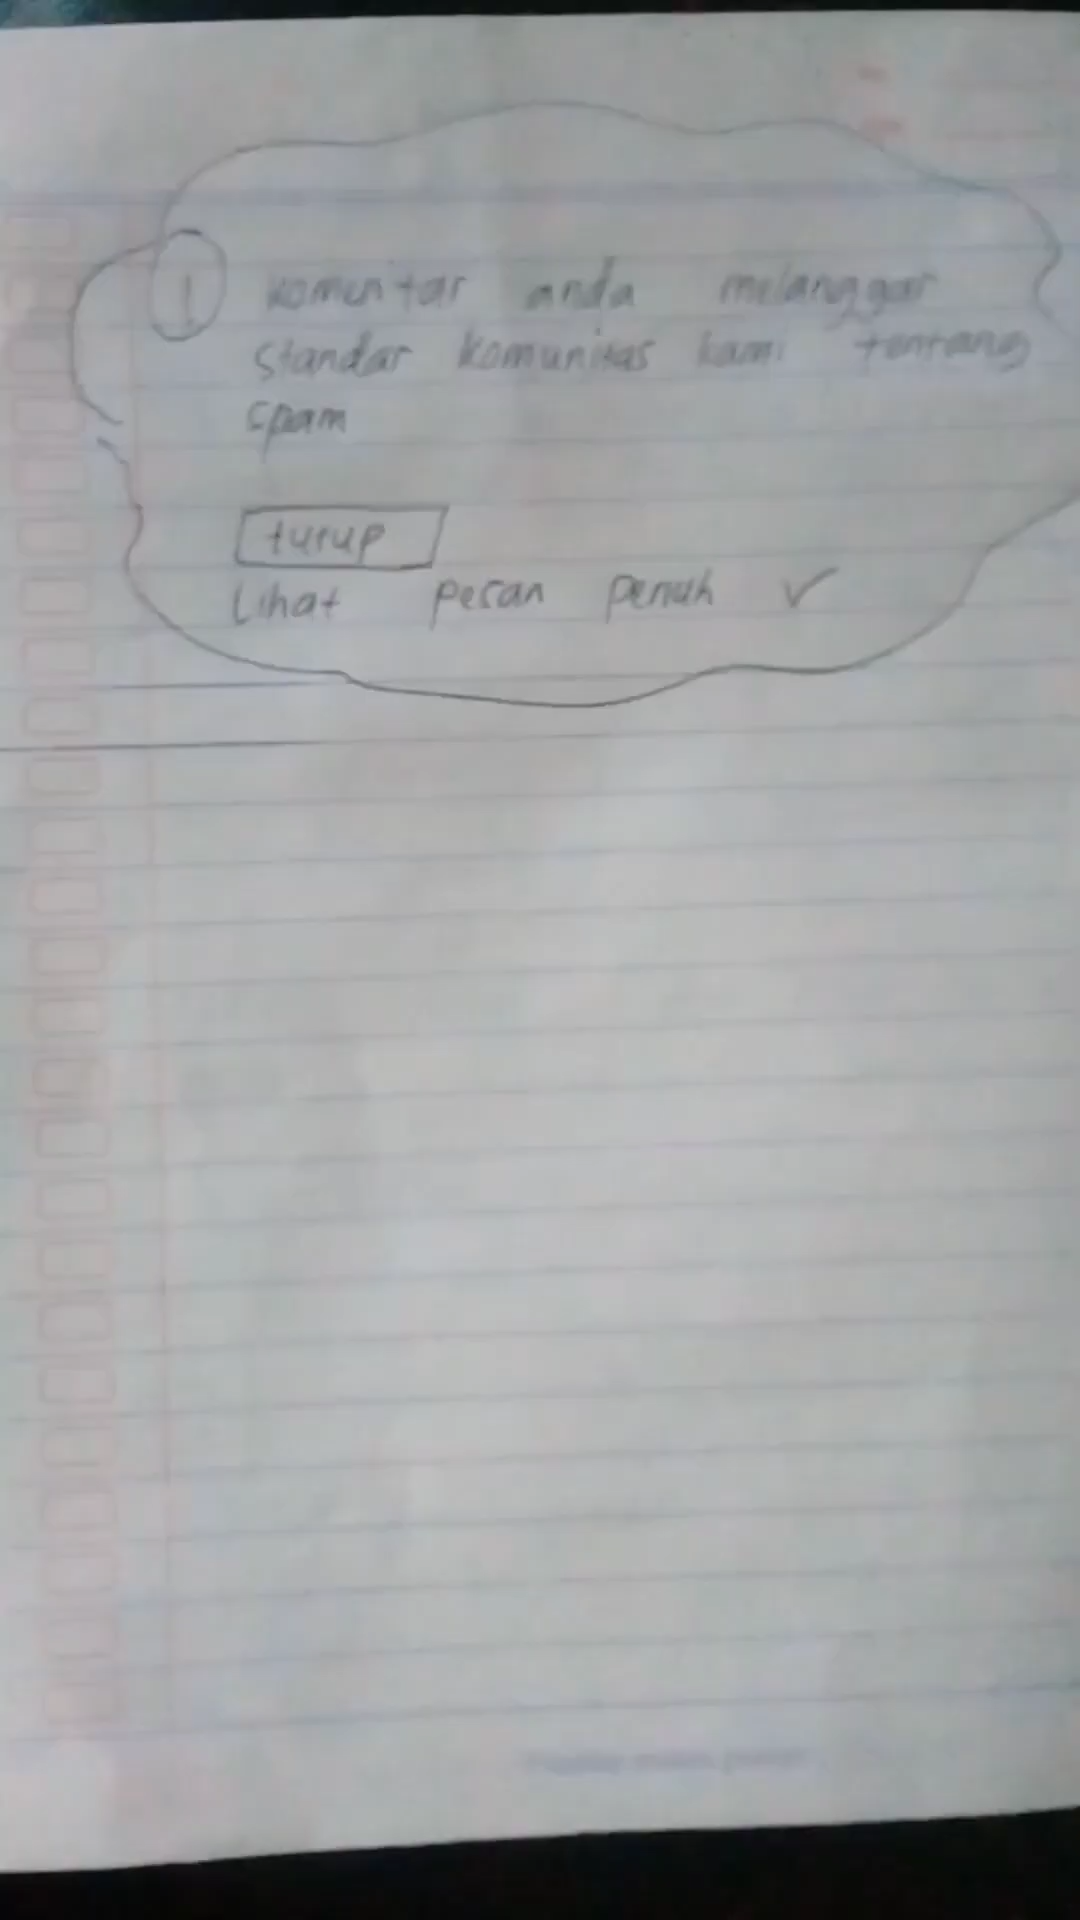 ! komentar anda melanggar
standar komunitas kami tentang
spam
tutup
Lihat pesan penuh ✓